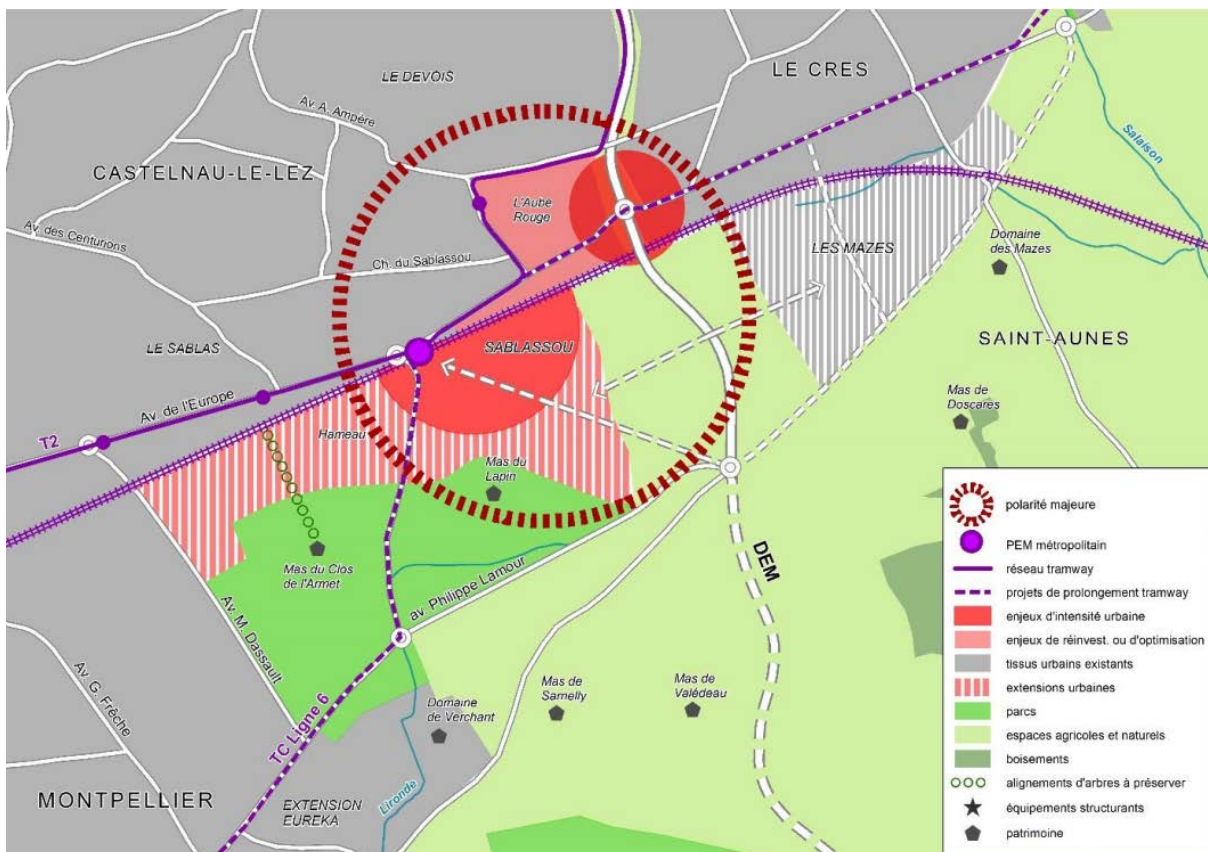 LE DEVOIS
LE CRES
Av A. Ampère
Salaison
CASTELNAU-LE-LEZ
L'Aube
Rouge
Av. des Centurions
Ch. du Sablassou
LES MAZES
Domaine
des Mazes
LE SABLAS
SABLASSOU
SAINT-AUNES
Av. de l'Europe
T2
Hameau
Mas du
Lapin
Mas de
Doscares
Mas du Clos
de l'Armet
av. Philippe Lamour
DEM
Av. M. Dassault
Av. G. Frêche
TC Ligne 6
Domaine
de Verchant
Mas de
Sarnelly
Mas de
Valédeau
MONTPELLIER
EXTENSION
EUREKA
Lironde
polarité majeure
PEM métropolitain
réseau tramway
projets de prolongement tramway
enjeux d'intensité urbaine
enjeux de réinvest. ou d'optimisation
tissus urbains existants
extensions urbaines
parcs
espaces agricoles et naturels
boisements
alignements d'arbres à préserver
équipements structurants
patrimoine